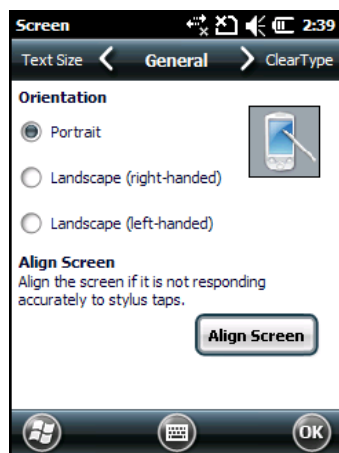 Screen 2:39
Text Size General ClearType
Orientation
Portrait
Landscape (right-handed)
Landscape (left-handed)
Align Screen
Align the screen if it is not responding
accurately to stylus taps.
Align Screen
OK